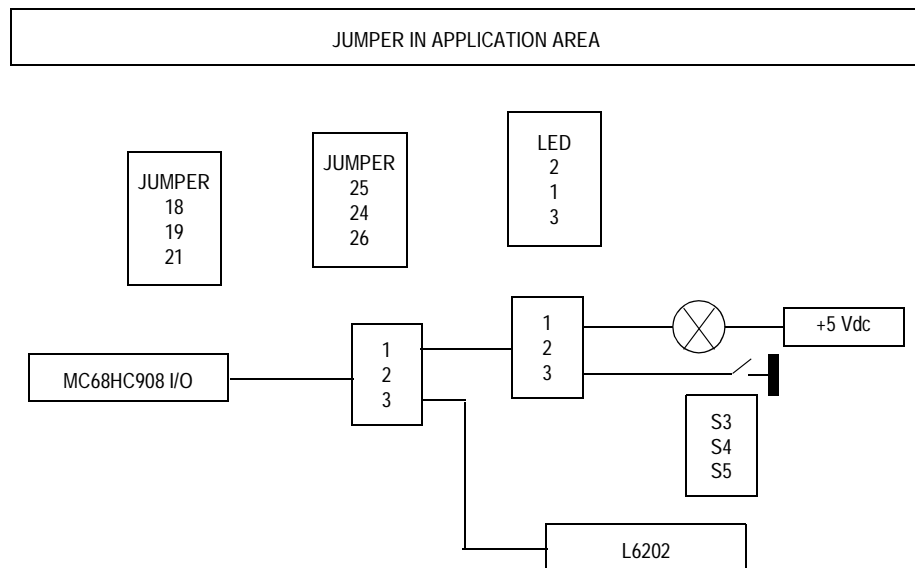 JUMPER IN APPLICATION AREA
JUMPER
18
19
21
JUMPER
25
24
26
LED
2
1
3
MC68HC908 I/O
1
2
3
1
2
3
+5 Vdc
S3
S4
S5
L6202